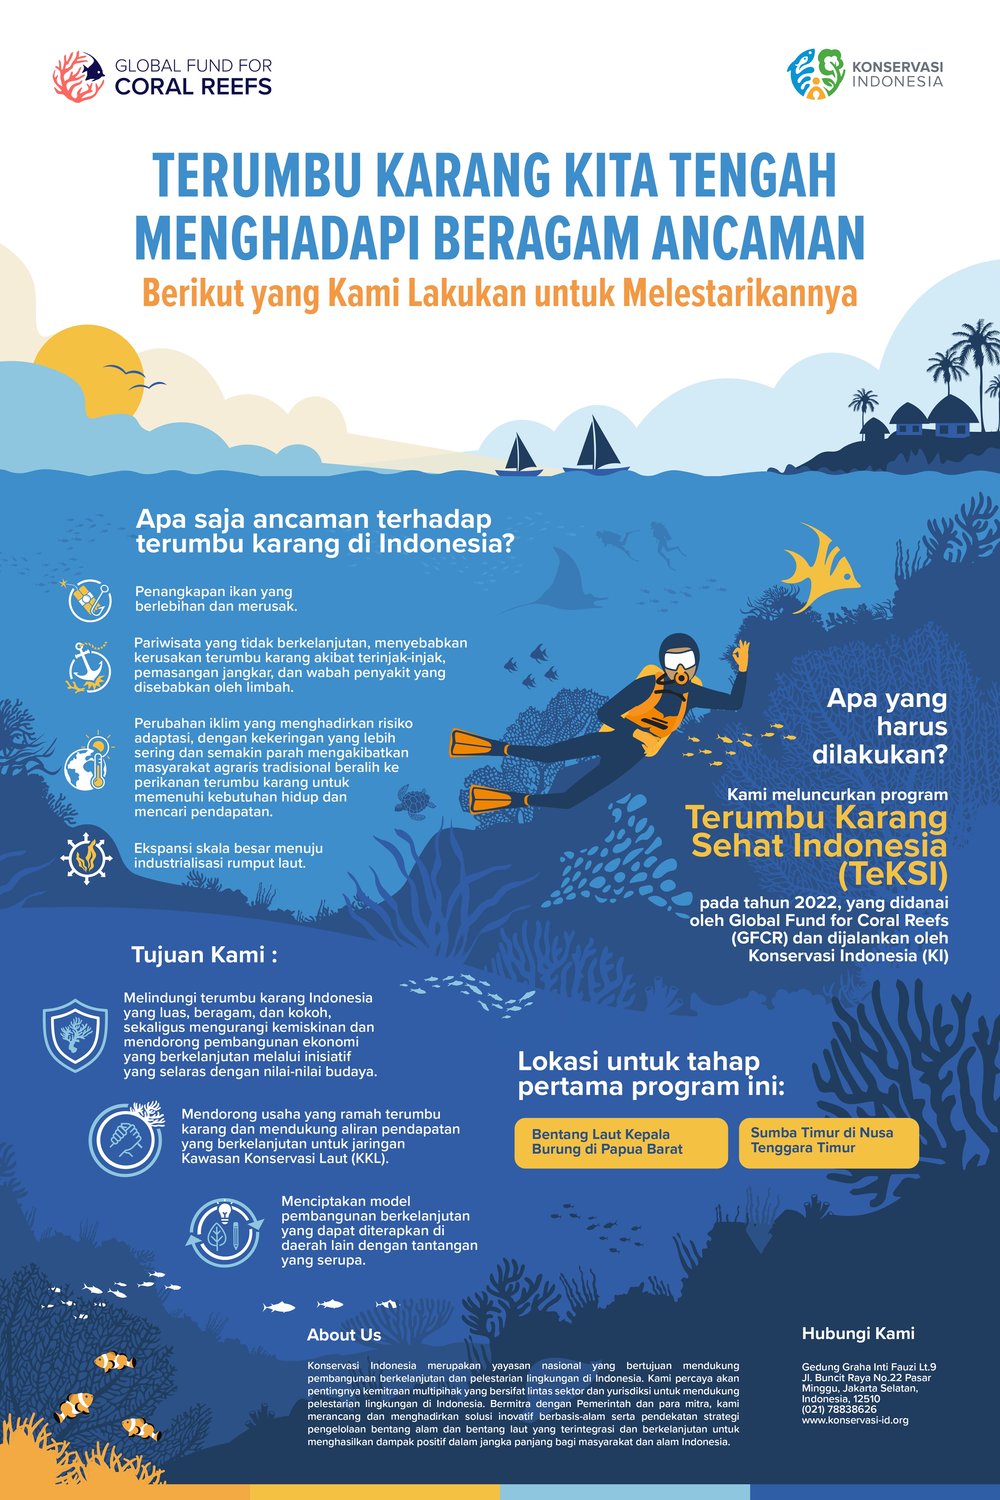 GLOBAL FUND FOR
CORAL REEFS
KONSERVASI
INDONESIA
TERUMBU KARANG KITA TENGAH
MENGHADAPI BERAGAM ANCAMAN
Berikut yang Kami Lakukan untuk Melestarikannya
Apa saja ancaman terhadap
terumbu karang di Indonesia?
Penangkapan ikan yang
berlebihan dan merusak.
Pariwisata yang tidak berkelanjutan, menyebabkan
kerusakan terumbu karang akibat terinjak-injak,
pemasangan jangkar, dan wabah penyakit yang
disebabkan oleh limbah.
Perubahan iklim yang menghadirkan risiko
adaptasi, dengan kekeringan yang lebih
sering dan semakin parah mengakibatkan
masyarakat agraris tradisional beralih ke
perikanan terumbu karang untuk
memenuhi kebutuhan hidup dan
mencari pendapatan.
Ekspansi skala besar menuju
industrialisasi rumput laut.
Apa yang
harus
dilakukan?
Kami meluncurkan program
Terumbu Karang
Sehat Indonesia
(TeKSI)
pada tahun 2022, yang didanai
oleh Global Fund for Coral Reefs
(GFCR) dan dijalankan oleh
Konservasi Indonesia (KI)
Tujuan Kami :
Melindungi terumbu karang Indonesia
yang luas, beragam, dan kokoh,
sekaligus mengurangi kemiskinan dan
mendorong pembangunan ekonomi
yang berkelanjutan melalui inisiatif
yang selaras dengan nilai-nilai budaya.
Mendorong usaha yang ramah terumbu
karang dan mendukung aliran pendapatan
yang berkelanjutan untuk jaringan
Kawasan Konservasi Laut (KKL).
Menciptakan model
pembangunan berkelanjutan
yang dapat diterapkan di
daerah lain dengan tantangan
yang serupa.
Lokasi untuk tahap
pertama program ini:
Bentang Laut Kepala
Burung di Papua Barat
Sumba Timur di Nusa
Tenggara Timur
About Us
Konservasi Indonesia merupakan yayasan nasional yang bertujuan mendukung
pembangunan berkelanjutan dan pelestarian lingkungan di Indonesia. Kami percaya akan
pentingnya kemitraan multipihak yang bersifat lintas sektor dan yurisdiksi untuk mendukung
pelestarian lingkungan di Indonesia. Bermitra dengan Pemerintah dan para mitra, kami
merancang dan menghadirkan solusi inovatif berbasis-alam serta pendekatan strategi
pengelolaan bentang alam dan bentang laut yang terintegrasi dan berkelanjutan untuk
menghasilkan dampak positif dalam jangka panjang bagi masyarakat dan alam Indonesia.
Hubungi Kami
Gedung Graha Inti Fauzi Lt.9
Jl. Buncit Raya No.22 Pasar
Minggu, Jakarta Selatan,
Indonesia, 12510
(021) 78838626
www.konservasi-id.org